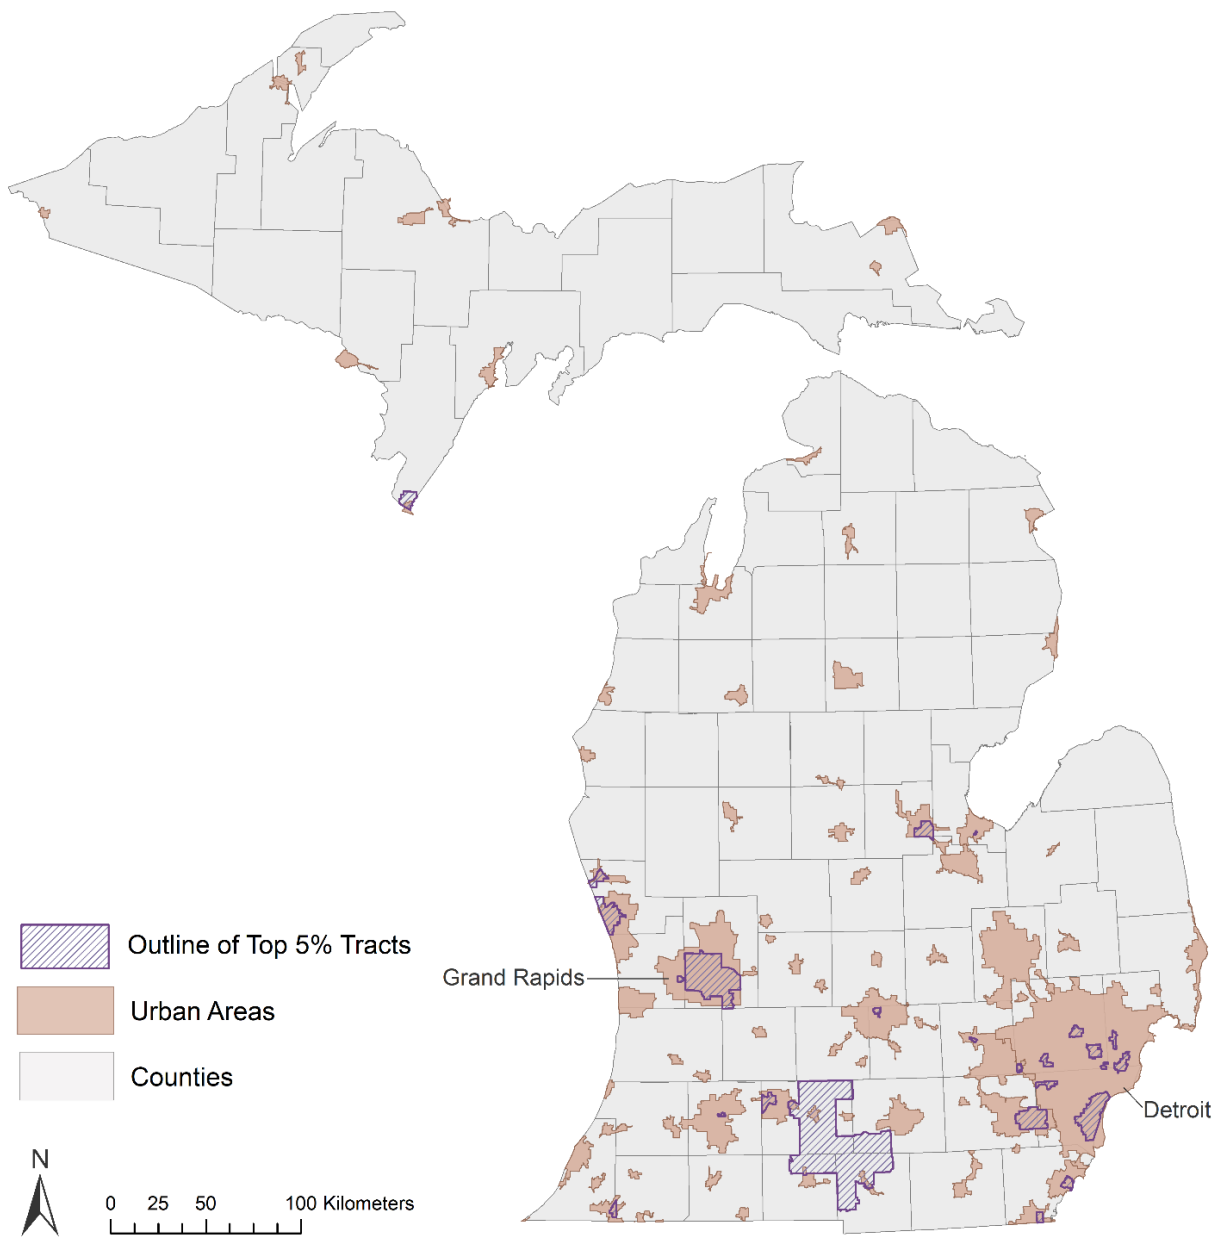 Outline of Top 5% Tracts
Grand Rapids
Urban Areas
Counties
Detroit
N
0 25 50 100 Kilometers